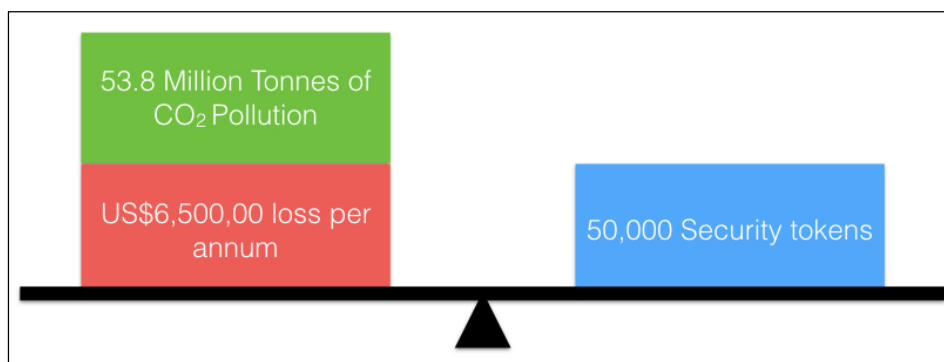 53.8 Million Tonnes of
CO₂ Pollution
US$6,500,00 loss per
annum
50,000 Security tokens